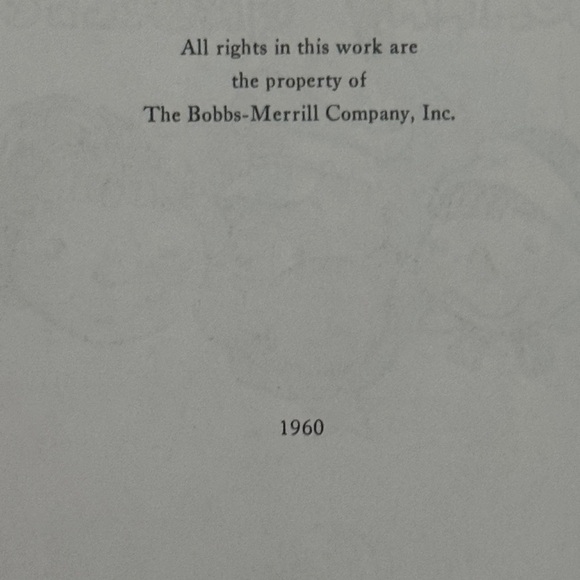 All rights in this work are
the property of
The Bobbs-Merrill Company, Inc.
1960